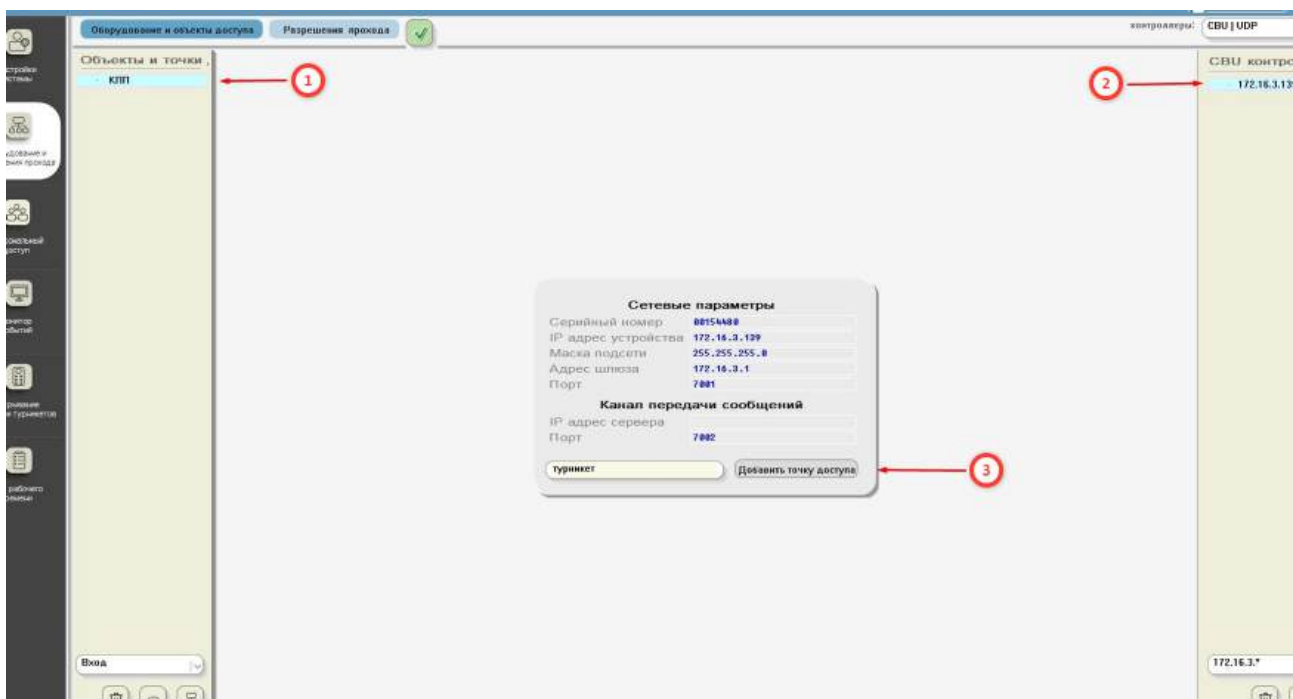 Оборудование и объекты доступа
Разрешения прохода
контроллеры:
CBU | UDP
Объекты и точки
КПП
1
2
CBU контро
172.16.3.139
Сетевые параметры
Серийный номер 00154480
IP адрес устройства 172.16.3.139
Маска подсети 255.255.255.0
Адрес шлюза 172.16.3.1
Порт 7001
Канал передачи сообщений
IP адрес сервера
Порт 7002
турникет
Добавить точку доступа
3
Вход
172.16.3.*